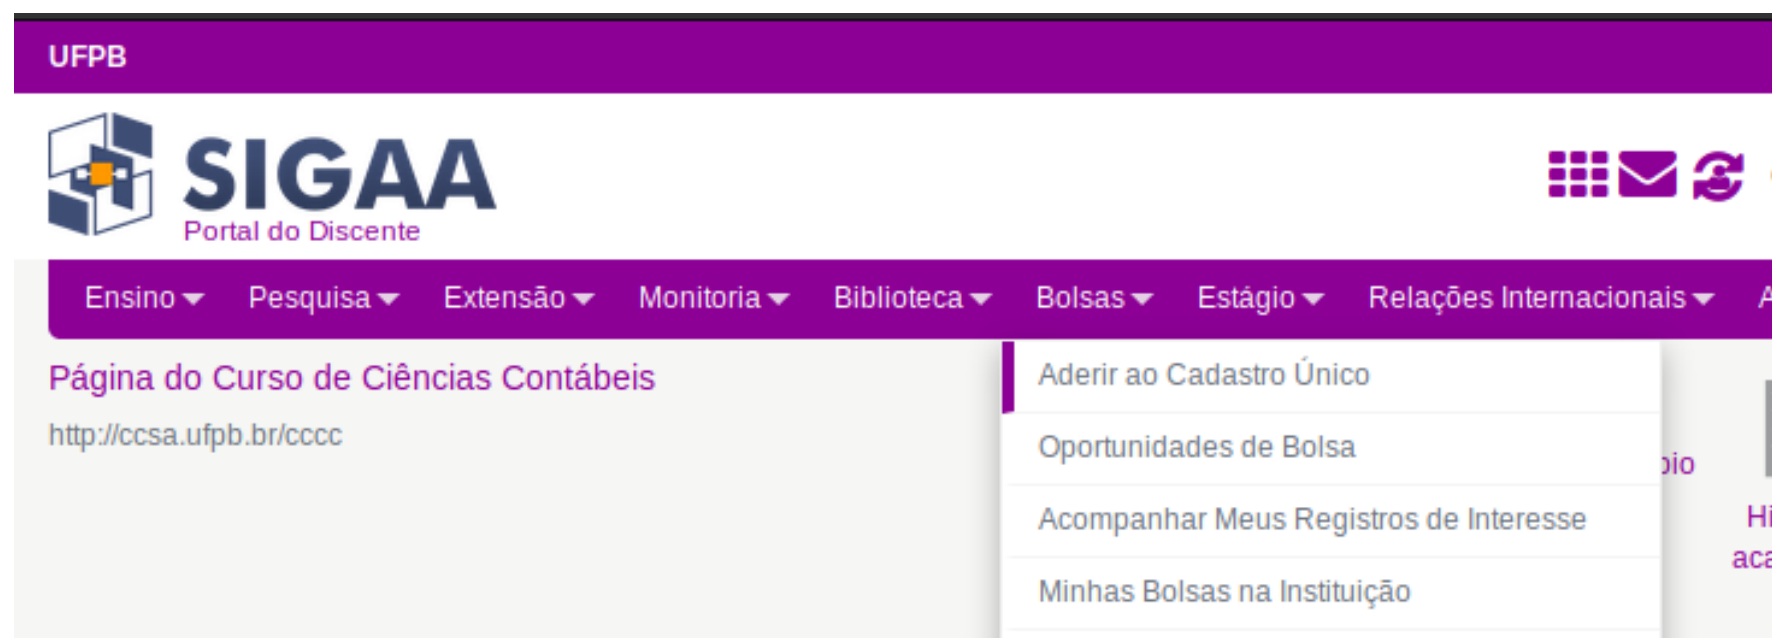 UFPB
SIGAA
Portal do Discente
Ensino Pesquisa Extensão Monitoria Biblioteca Bolsas Estágio Relações Internacionais A
Página do Curso de Ciências Contábeis
http://ccsa.ufpb.br/cccc
Aderir ao Cadastro Único
Oportunidades de Bolsa
Acompanhar Meus Registros de Interesse
Minhas Bolsas na Instituição